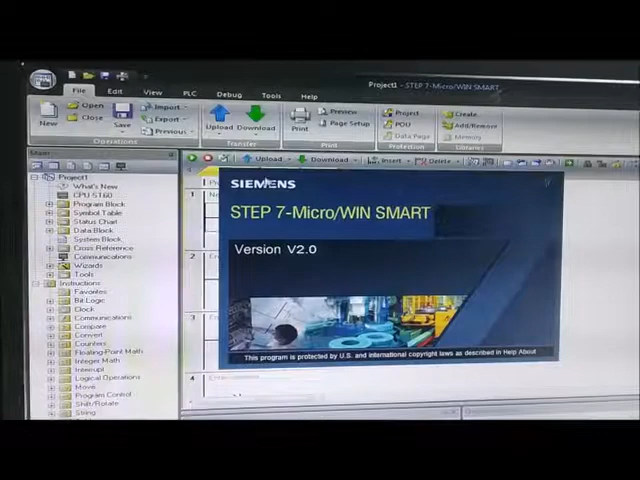 Project1 - STEP 7-Micro/WIN SMART
File Edit View PLC Debug Tools Help
New Open Close Save Import Export Previous
Upload Download
Print Preview Page Setup
Project POU Data Page
Create Add/Remove Memory
Operations Transfer Print Protection Libraries
Upload Download Insert Delete
Project1
What's New
CPU ST60
Program Block
Symbol Table
Status Chart
Data Block
System Block
Cross Reference
Communications
Wizards
Tools
Instructions
Favorites
Bit Logic
Clock
Communications
Compare
Convert
Counters
Floating-Point Math
Integer Math
Interrupt
Logical Operations
Move
Program Control
Shift/Rotate
String
1
2
3
4
SIEMENS
STEP 7-Micro/WIN SMART
Version V2.0
This program is protected by U.S. and international copyright laws as described in Help About